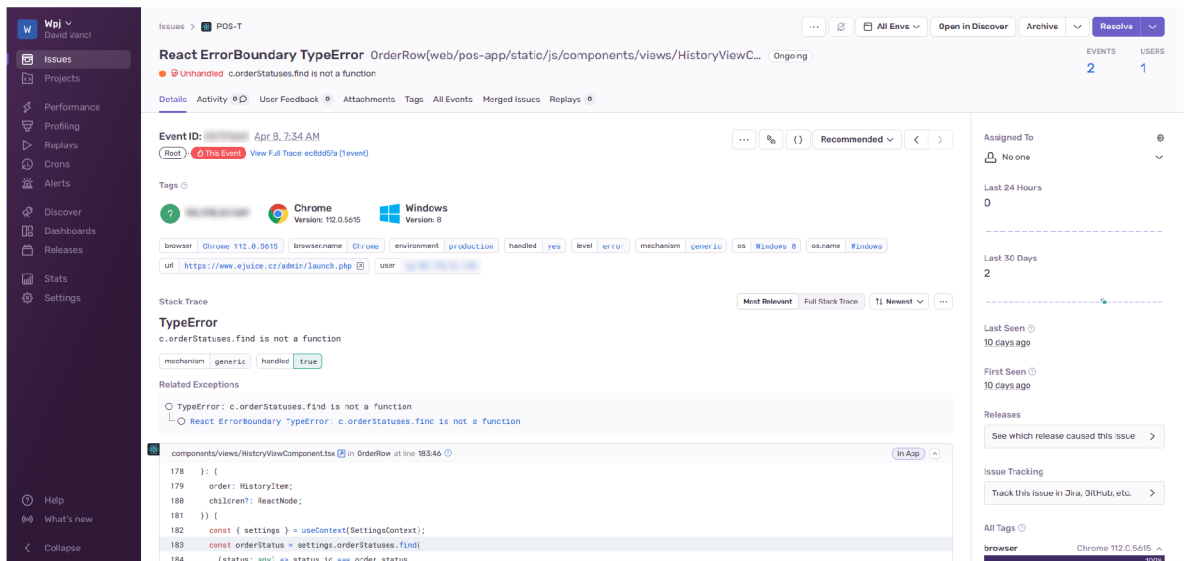 W
Wpj
David Vancl
Issues
Projects
Performance
Profiling
Replays
Crons
Alerts
Discover
Dashboards
Releases
Stats
Settings
Help
What's new
Collapse
Issues > POS-T
All Envs
Open in Discover
Archive
Resolve
React ErrorBoundary TypeError OrderRow(web/pos-app/static/js/components/views/HistoryViewC... Ongoing
Unhandled c.orderStatuses.find is not a function
EVENTS
2
USERS
1
Details Activity 0 User Feedback 0 Attachments Tags All Events Merged Issues Replays 0
Event ID: Apr 8, 7:34 AM
Root This Event View Full Trace: ec8dd5fa (1 event)
... {} Recommended < >
Tags
?
Chrome
Version: 112.0.5615
Windows
Version: 8
browser Chrome 112.0.5615 browser.name Chrome environment production handled yes level error mechanism generic os Windows 8 os.name Windows
url https://www.ejuice.cz/admin/launch.php user
Stack Trace
Most Relevant Full Stack Trace Newest ...
TypeError
c.orderStatuses.find is not a function
mechanism generic handled true
Related Exceptions
TypeError: c.orderStatuses.find is not a function
React ErrorBoundary TypeError: c.orderStatuses.find is not a function
components/views/HistoryViewComponent.tsx in OrderRow at line 183:46
In App
178 }: {
179 order: HistoryItem;
180 children?: ReactNode;
181 }) {
182 const { settings } = useContext(SettingsContext);
183 const orderStatus = settings.orderStatuses.find(
184 (status: any) => status.id === order.status
Assigned To
No one
Last 24 Hours
0
Last 30 Days
2
Last Seen
10 days ago
First Seen
10 days ago
Releases
See which release caused this issue >
Issue Tracking
Track this issue in Jira, GitHub, etc. >
All Tags
browser Chrome 112.0.5615
100%